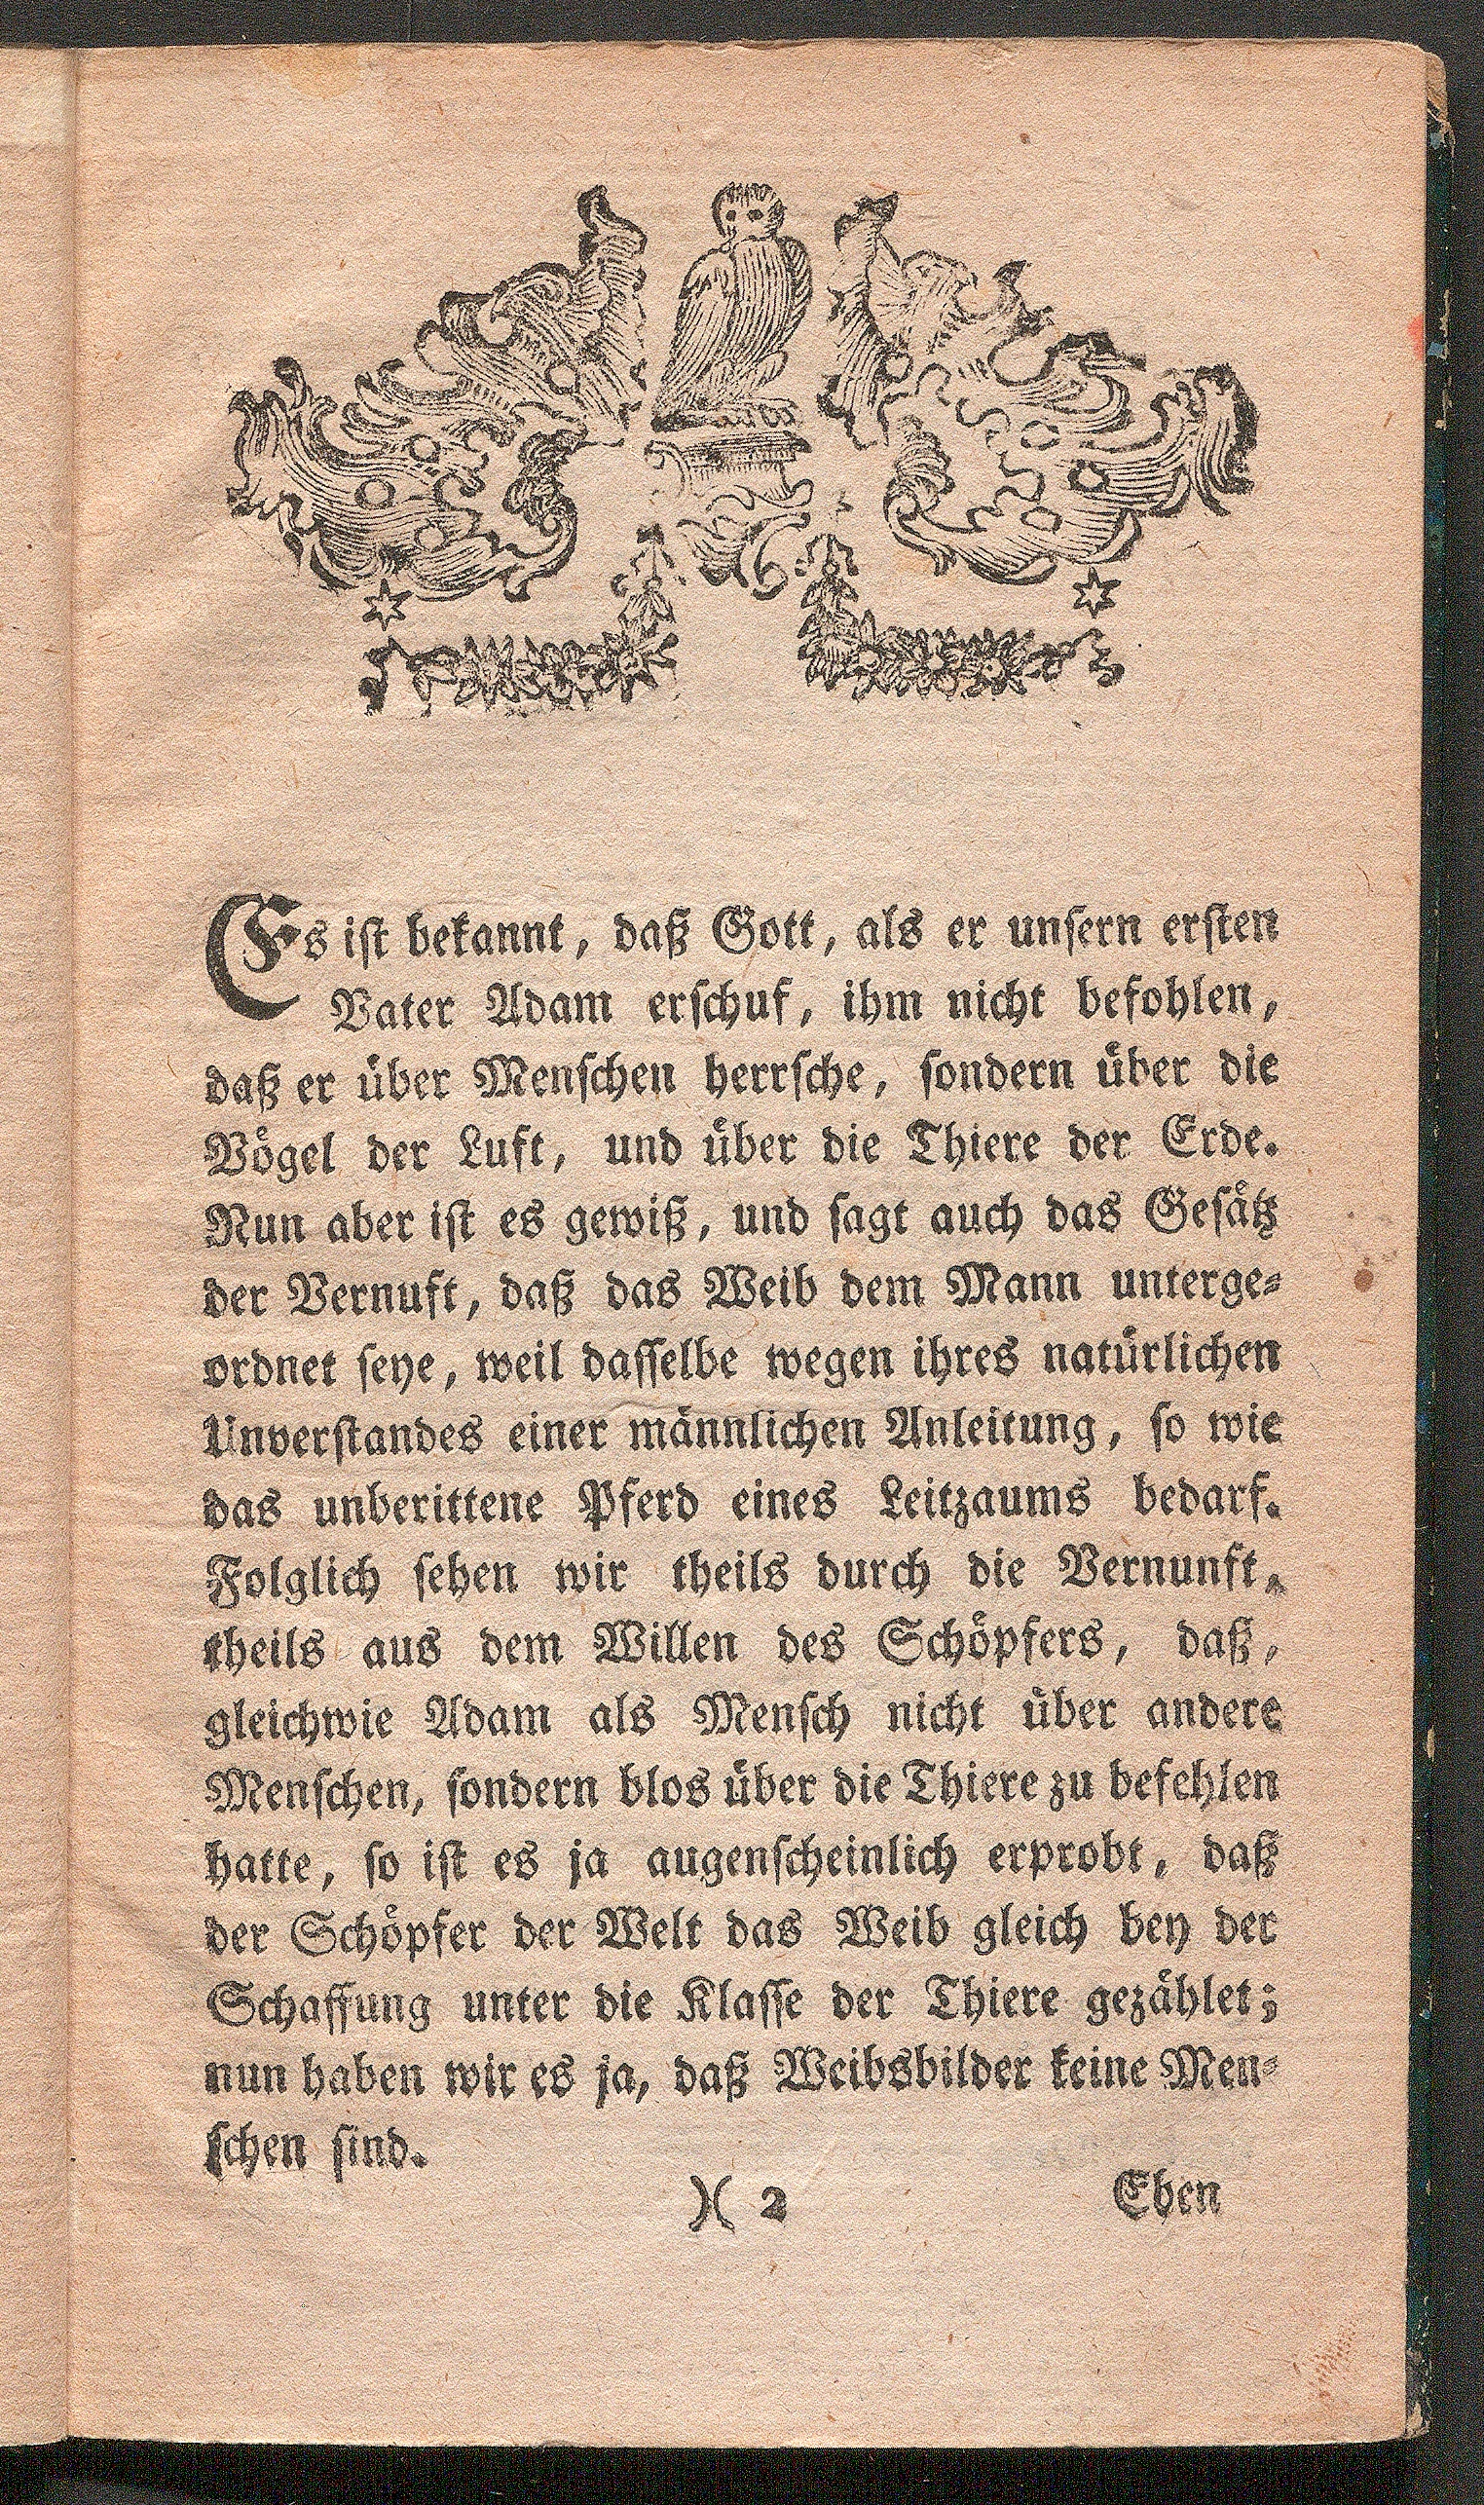 Es iſt bekannt, daß Gott, als er unſern erſten
Vater Adam erſchuf, ihm nicht befohlen,
daß er über Menſchen herrſche, ſondern über die
Vögel der Luft, und über die Thiere der Erde.
Nun aber iſt es gewiß, und ſagt auch das Geſätz
der Vernuft, daß das Weib dem Mann unterge⸗
ordnet ſeye, weil daſſelbe wegen ihres natürlichen
Unverſtandes einer männlichen Anleitung, ſo wie
das unberittene Pferd eines Leitzaums bedarf.
Folglich ſehen wir theils durch die Vernunft,
theils aus dem Willen des Schöpfers, daß,
gleichwie Adam als Menſch nicht über andere
Menſchen, ſondern blos über die Thiere zu befehlen
hatte, ſo iſt es ja augenſcheinlich erprobt, daß
der Schöpfer der Welt das Weib gleich bey der
Schaffung unter die Klaſſe der Thiere gezählet;
nun haben wir es ja, daß Weibsbilder keine Men⸗
ſchen ſind.
)( 2 Eben